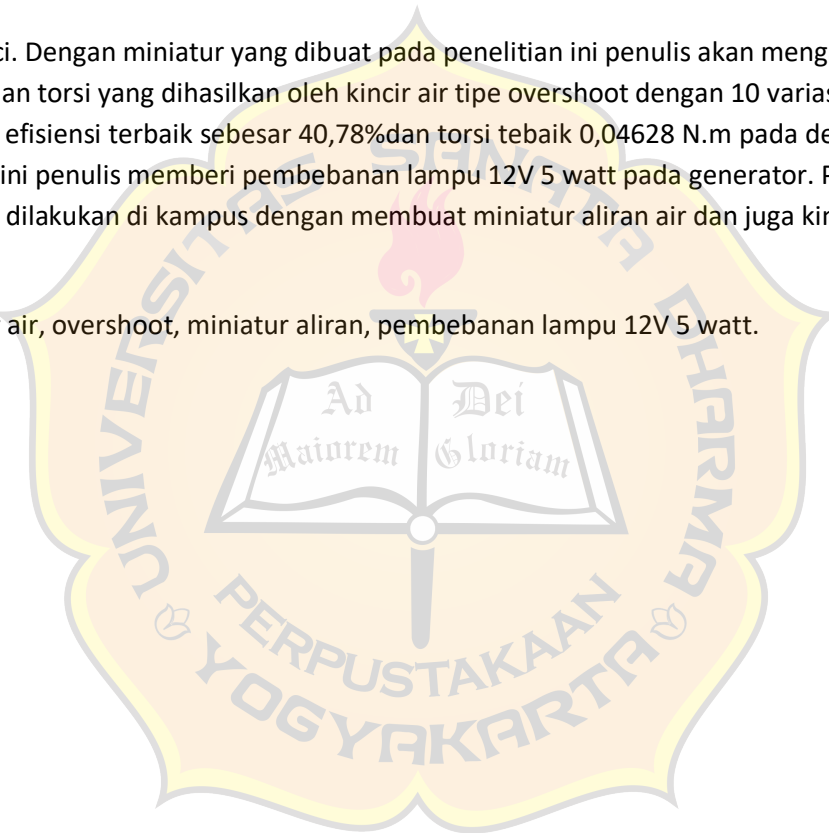 ci. Dengan miniatur yang dibuat pada penelitian ini penulis akan meng
an torsi yang dihasilkan oleh kincir air tipe overshoot dengan 10 varias
efisiensi terbaik sebesar 40,78%dan torsi tebaik 0,04628 N.m pada de
ini penulis memberi pembebanan lampu 12V 5 watt pada generator. P
dilakukan di kampus dengan membuat miniatur aliran air dan juga kin
air, overshoot, miniatur aliran, pembebanan lampu 12V 5 watt.
UNIVERSITAS SANATA DHARMA
Ad Dei
Maiorem Gloriam
PERPUSTAKAAN
YOGYAKARTA